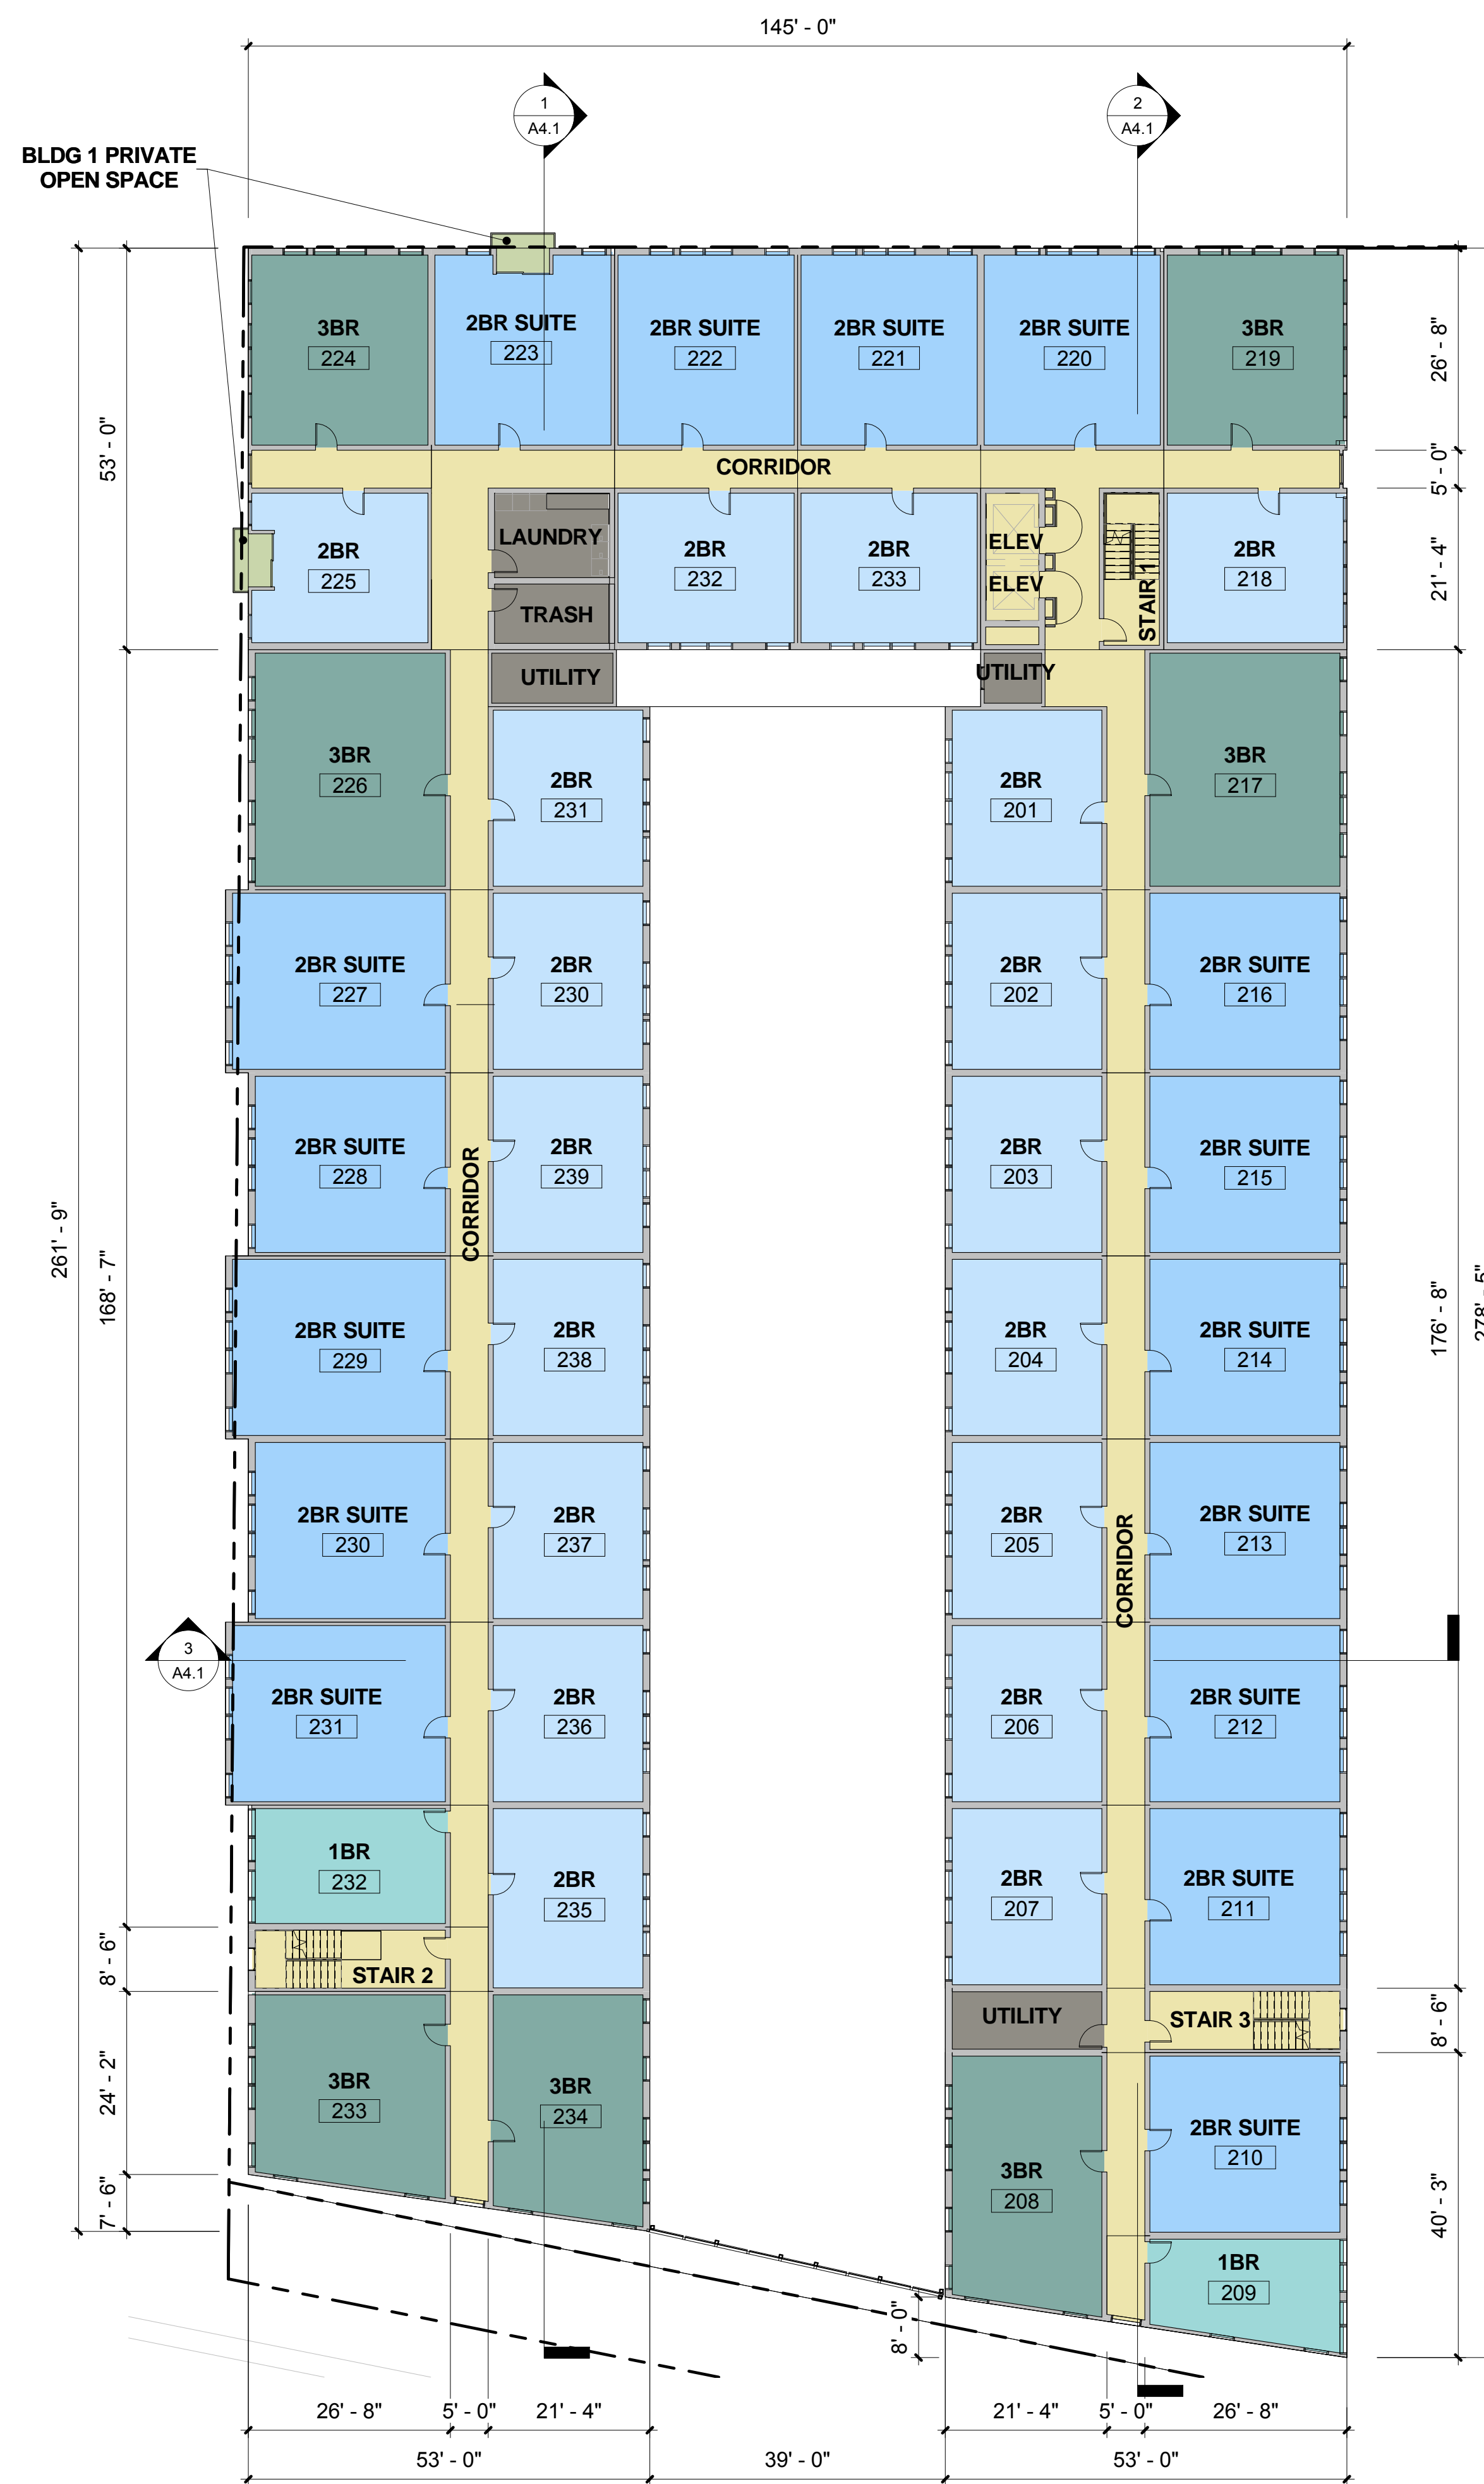 145' - 0"
1
A4.1
2
A4.1
BLDG 1 PRIVATE
OPEN SPACE
3BR
224
2BR SUITE
223
2BR SUITE
222
2BR SUITE
221
2BR SUITE
220
3BR
219
26' - 8"
53' - 0"
CORRIDOR
5' - 0"
2BR
225
LAUNDRY
TRASH
2BR
232
2BR
233
ELEV
ELEV
STAIR 1
2BR
218
21' - 4"
UTILITY
UTILITY
3BR
226
2BR
231
2BR
201
3BR
217
2BR SUITE
227
2BR
230
2BR
202
2BR SUITE
216
2BR SUITE
228
CORRIDOR
2BR
239
2BR
203
2BR SUITE
215
261' - 9"
168' - 7"
2BR SUITE
229
2BR
238
2BR
204
2BR SUITE
214
176' - 8"
278' - 5"
2BR SUITE
230
2BR
237
2BR
205
CORRIDOR
2BR SUITE
213
3
A4.1
2BR SUITE
231
2BR
236
2BR
206
2BR SUITE
212
1BR
232
2BR
235
2BR
207
2BR SUITE
211
8' - 6"
STAIR 2
UTILITY
STAIR 3
8' - 6"
24' - 2"
3BR
233
3BR
234
3BR
208
2BR SUITE
210
7' - 6"
40' - 3"
1BR
209
8' - 0"
26' - 8"
5' - 0"
21' - 4"
21' - 4"
5' - 0"
26' - 8"
53' - 0"
39' - 0"
53' - 0"